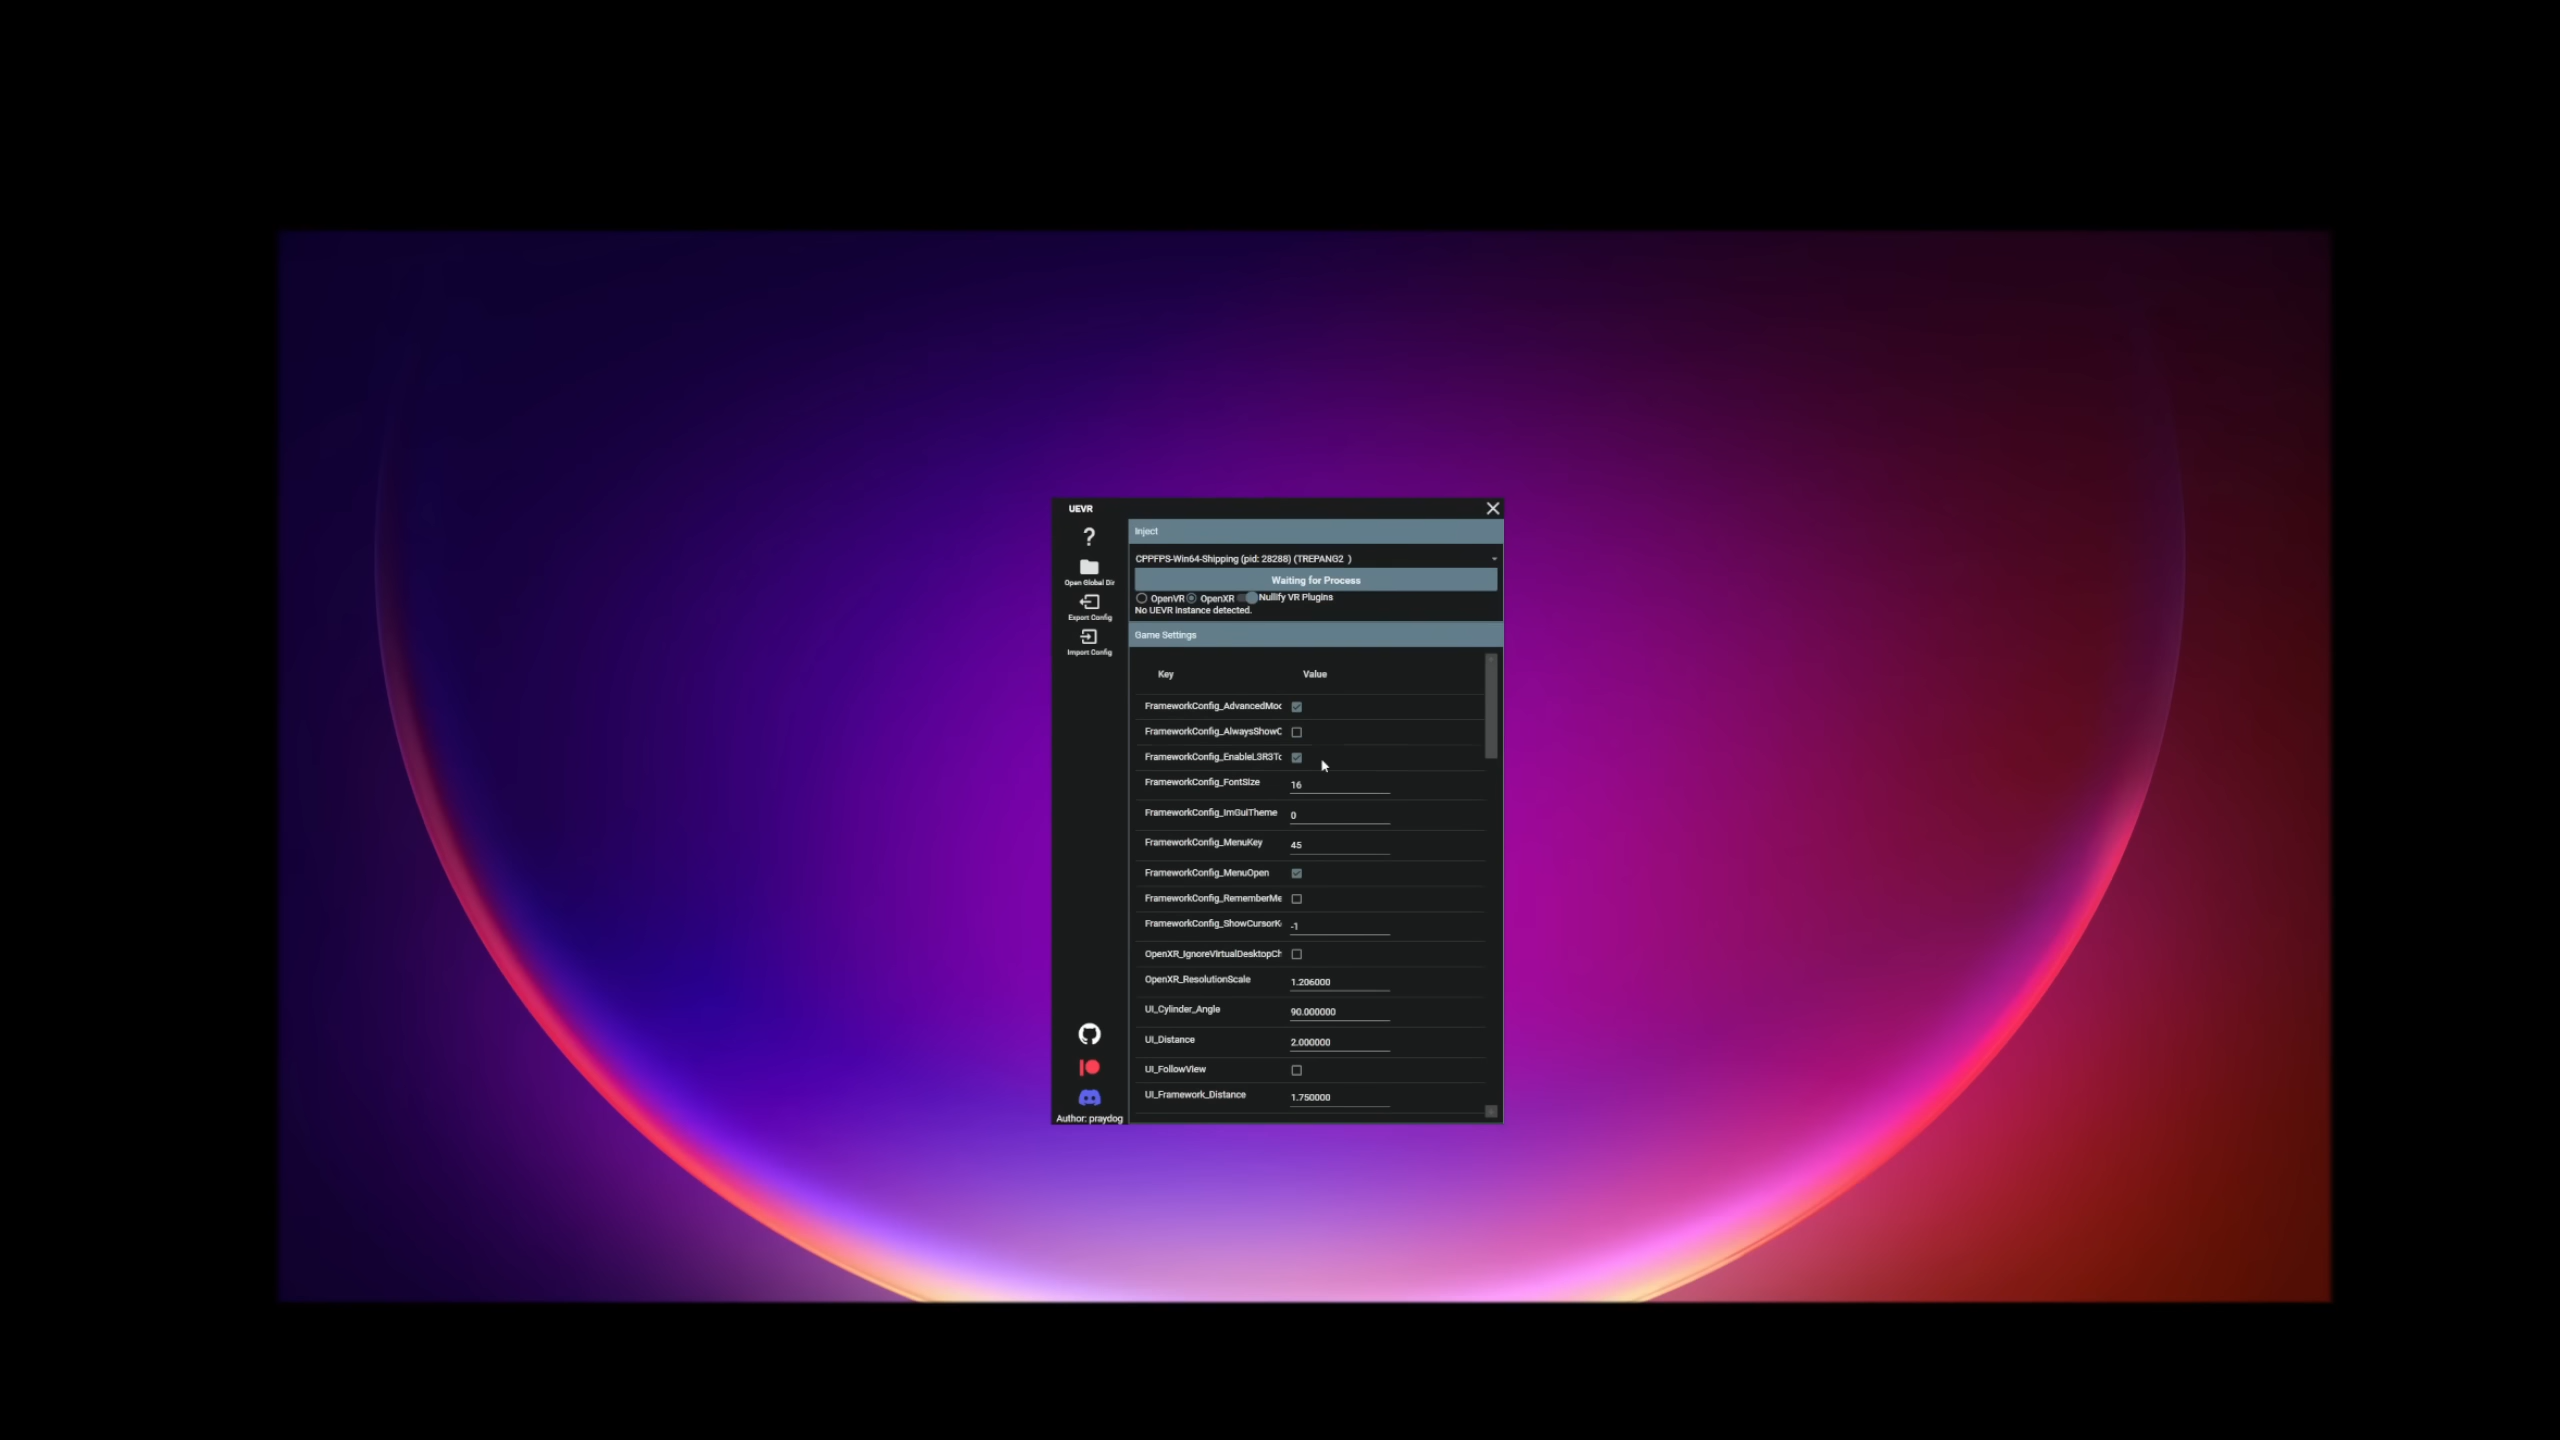 UEVR
?
Open Global Dir
Export Config
Import Config
Inject
CPPFPS-Win64-Shipping (pid: 28288) (TREPANG2 )
Waiting for Process
OpenVR OpenXR Nullify VR Plugins
No UEVR instance detected.
Game Settings
Key Value
FrameworkConfig_AdvancedMod
FrameworkConfig_AlwaysShowC
FrameworkConfig_EnableL3R3To
FrameworkConfig_FontSize 16
FrameworkConfig_ImGuiTheme 0
FrameworkConfig_MenuKey 45
FrameworkConfig_MenuOpen
FrameworkConfig_RememberMe
FrameworkConfig_ShowCursorK -1
OpenXR_IgnoreVirtualDesktopCh
OpenXR_ResolutionScale 1.206000
UI_Cylinder_Angle 90.000000
UI_Distance 2.000000
UI_FollowView
UI_Framework_Distance 1.750000
Author: praydog